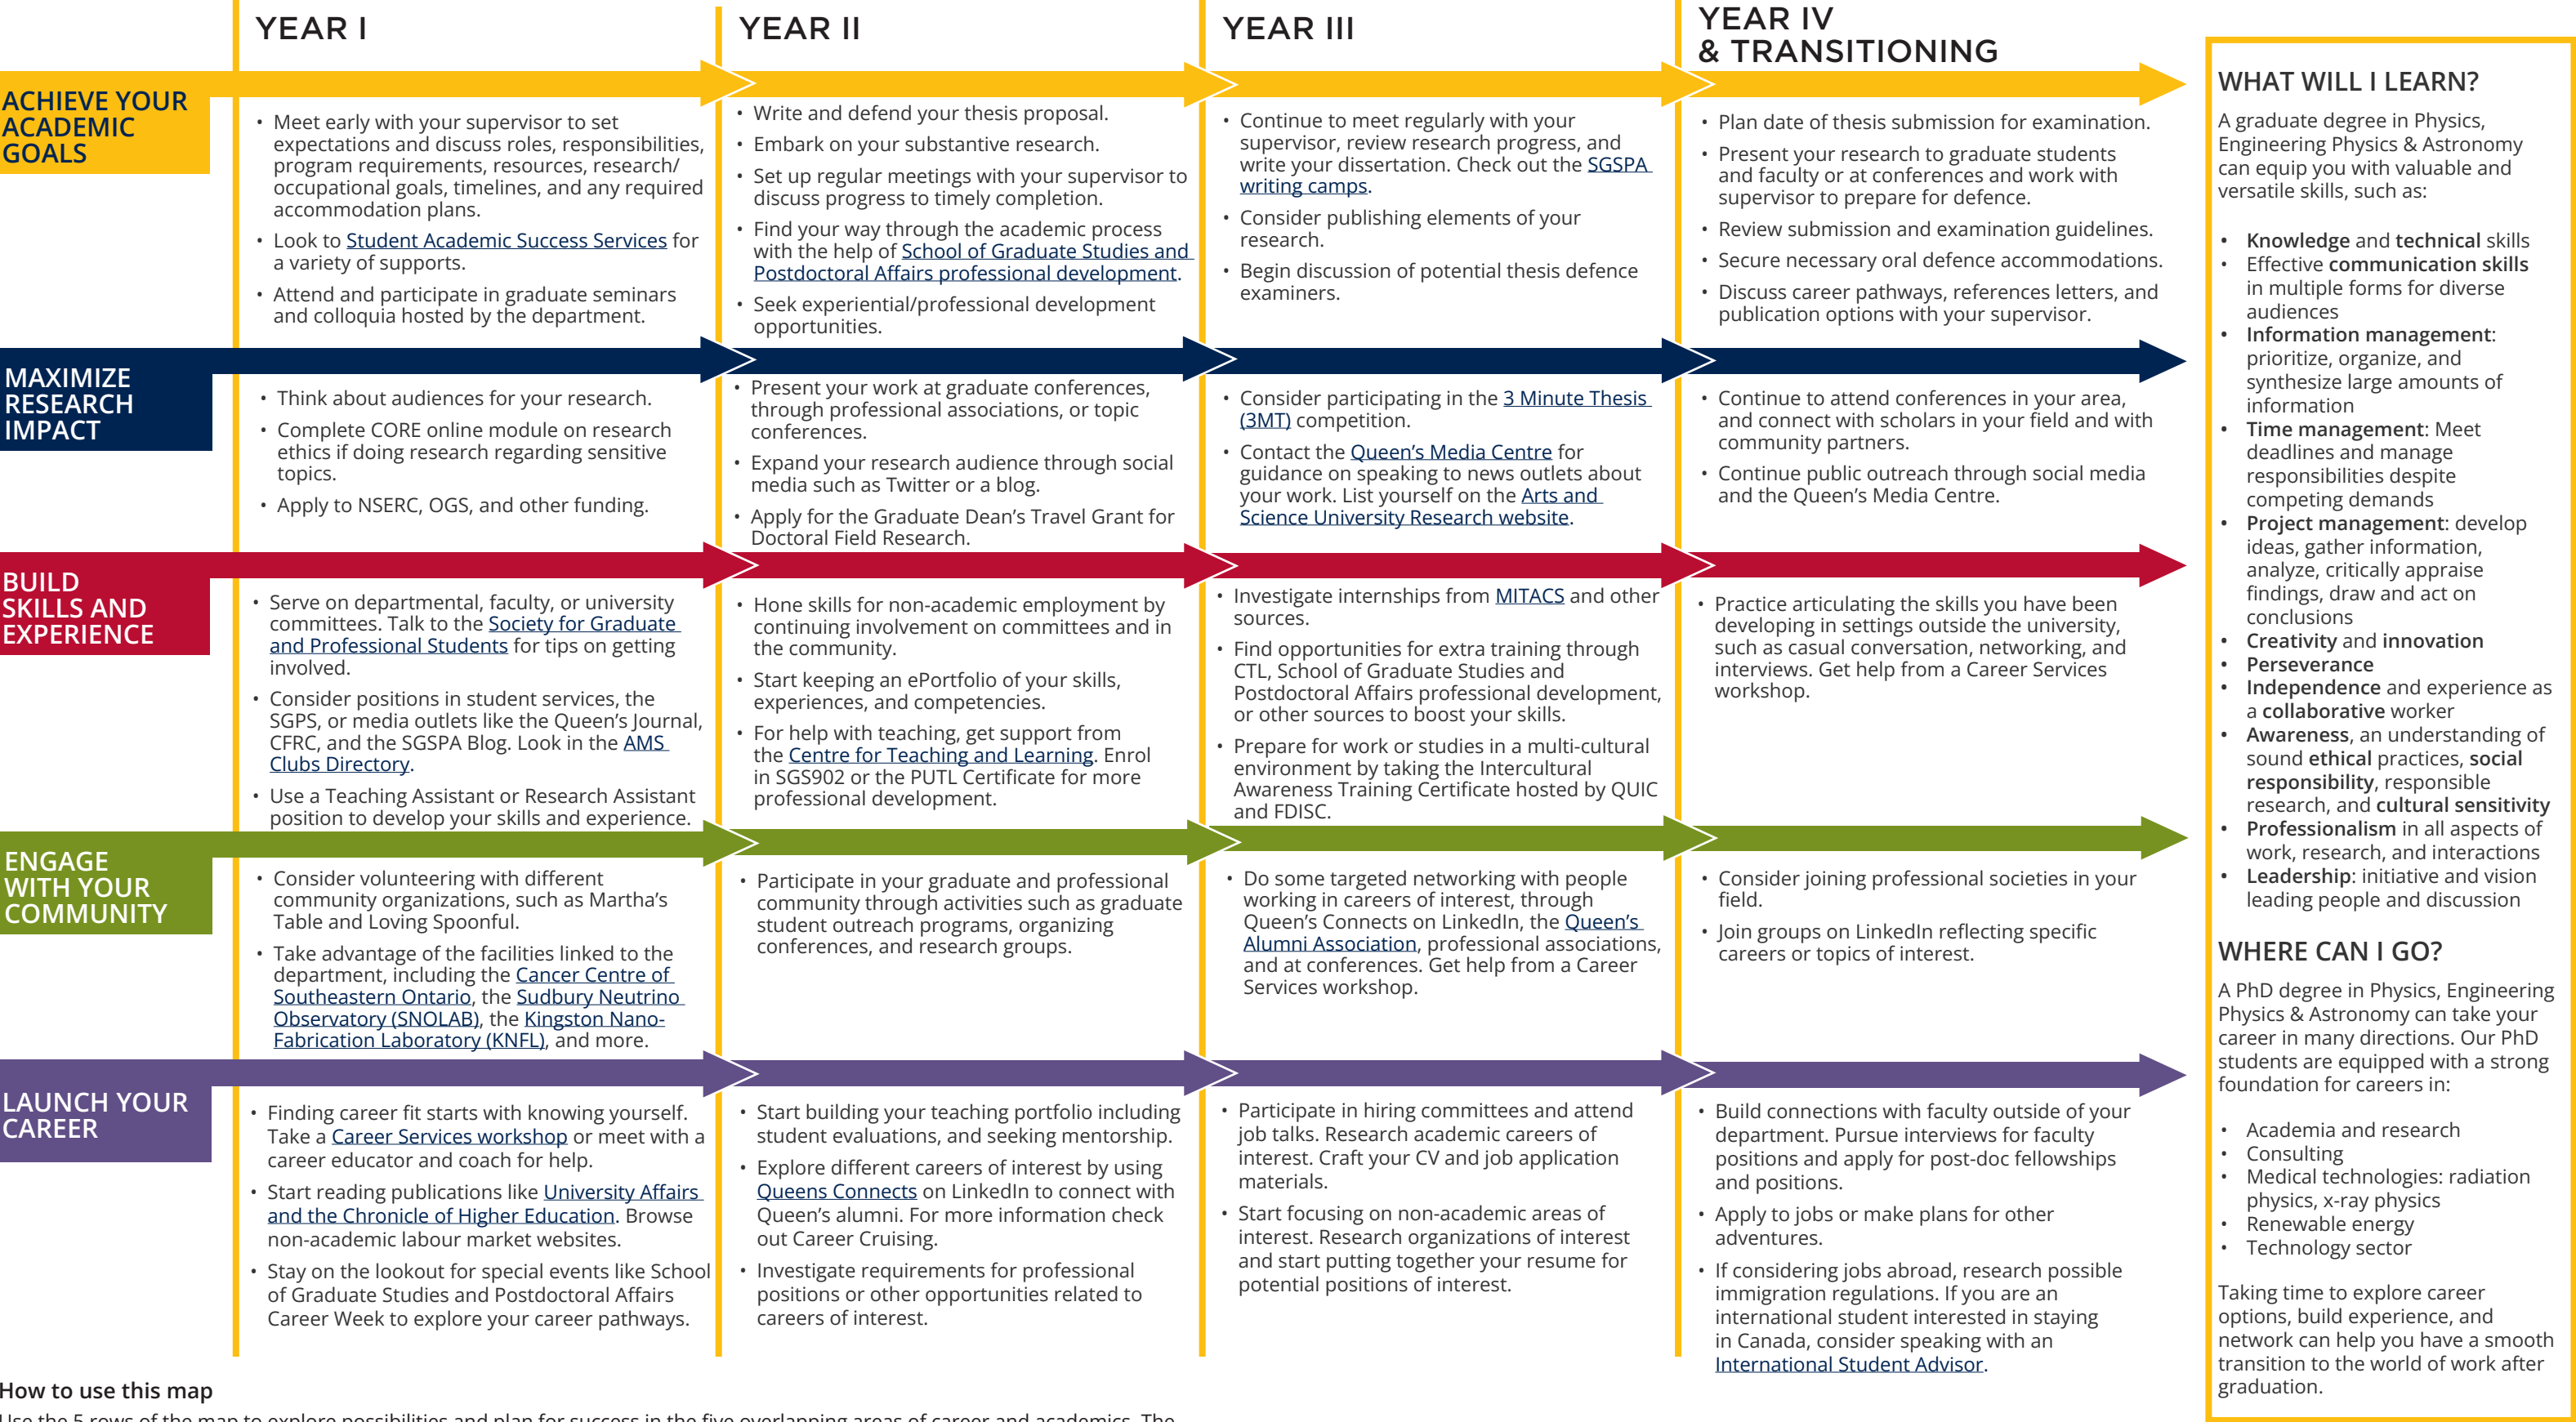 YEAR I
YEAR II
YEAR III
YEAR IV
& TRANSITIONING
ACHIEVE YOUR
ACADEMIC
GOALS
• Meet early with your supervisor to set
expectations and discuss roles, responsibilities,
program requirements, resources, research/
occupational goals, timelines, and any required
accommodation plans.
• Look to Student Academic Success Services for
a variety of supports.
• Attend and participate in graduate seminars
and colloquia hosted by the department.
• Write and defend your thesis proposal.
• Embark on your substantive research.
• Set up regular meetings with your supervisor to
discuss progress to timely completion.
• Find your way through the academic process
with the help of School of Graduate Studies and
Postdoctoral Affairs professional development.
• Seek experiential/professional development
opportunities.
• Continue to meet regularly with your
supervisor, review research progress, and
write your dissertation. Check out the SGSPA
writing camps.
• Consider publishing elements of your
research.
• Begin discussion of potential thesis defence
examiners.
• Plan date of thesis submission for examination.
• Present your research to graduate students
and faculty or at conferences and work with
supervisor to prepare for defence.
• Review submission and examination guidelines.
• Secure necessary oral defence accommodations.
• Discuss career pathways, references letters, and
publication options with your supervisor.
MAXIMIZE
RESEARCH
IMPACT
• Think about audiences for your research.
• Complete CORE online module on research
ethics if doing research regarding sensitive
topics.
• Apply to NSERC, OGS, and other funding.
• Present your work at graduate conferences,
through professional associations, or topic
conferences.
• Expand your research audience through social
media such as Twitter or a blog.
• Apply for the Graduate Dean's Travel Grant for
Doctoral Field Research.
• Consider participating in the 3 Minute Thesis
(3MT) competition.
• Contact the Queen's Media Centre for
guidance on speaking to news outlets about
your work. List yourself on the Arts and
Science University Research website.
• Continue to attend conferences in your area,
and connect with scholars in your field and with
community partners.
• Continue public outreach through social media
and the Queen's Media Centre.
BUILD
SKILLS AND
EXPERIENCE
• Serve on departmental, faculty, or university
committees. Talk to the Society for Graduate
and Professional Students for tips on getting
involved.
• Consider positions in student services, the
SGPS, or media outlets like the Queen's Journal,
CFRC, and the SGSPA Blog. Look in the AMS
Clubs Directory.
• Use a Teaching Assistant or Research Assistant
position to develop your skills and experience.
• Hone skills for non-academic employment by
continuing involvement on committees and in
the community.
• Start keeping an ePortfolio of your skills,
experiences, and competencies.
• For help with teaching, get support from
the Centre for Teaching and Learning. Enrol
in SGS902 or the PUTL Certificate for more
professional development.
• Investigate internships from MITACS and other
sources.
• Find opportunities for extra training through
CTL, School of Graduate Studies and
Postdoctoral Affairs professional development,
or other sources to boost your skills.
• Prepare for work or studies in a multi-cultural
environment by taking the Intercultural
Awareness Training Certificate hosted by QUIC
and FDISC.
• Practice articulating the skills you have been
developing in settings outside the university,
such as casual conversation, networking, and
interviews. Get help from a Career Services
workshop.
ENGAGE
WITH YOUR
COMMUNITY
• Consider volunteering with different
community organizations, such as Martha's
Table and Loving Spoonful.
• Take advantage of the facilities linked to the
department, including the Cancer Centre of
Southeastern Ontario, the Sudbury Neutrino
Observatory (SNOLAB), the Kingston Nano-
Fabrication Laboratory (KNFL), and more.
• Participate in your graduate and professional
community through activities such as graduate
student outreach programs, organizing
conferences, and research groups.
• Do some targeted networking with people
working in careers of interest, through
Queen's Connects on LinkedIn, the Queen's
Alumni Association, professional associations,
and at conferences. Get help from a Career
Services workshop.
• Consider joining professional societies in your
field.
• Join groups on LinkedIn reflecting specific
careers or topics of interest.
LAUNCH YOUR
CAREER
• Finding career fit starts with knowing yourself.
Take a Career Services workshop or meet with a
career educator and coach for help.
• Start reading publications like University Affairs
and the Chronicle of Higher Education. Browse
non-academic labour market websites.
• Stay on the lookout for special events like School
of Graduate Studies and Postdoctoral Affairs
Career Week to explore your career pathways.
• Start building your teaching portfolio including
student evaluations, and seeking mentorship.
• Explore different careers of interest by using
Queens Connects on LinkedIn to connect with
Queen's alumni. For more information check
out Career Cruising.
• Investigate requirements for professional
positions or other opportunities related to
careers of interest.
• Participate in hiring committees and attend
job talks. Research academic careers of
interest. Craft your CV and job application
materials.
• Start focusing on non-academic areas of
interest. Research organizations of interest
and start putting together your resume for
potential positions of interest.
• Build connections with faculty outside of your
department. Pursue interviews for faculty
positions and apply for post-doc fellowships
and positions.
• Apply to jobs or make plans for other
adventures.
• If considering jobs abroad, research possible
immigration regulations. If you are an
international student interested in staying
in Canada, consider speaking with an
International Student Advisor.
WHAT WILL I LEARN?
A graduate degree in Physics,
Engineering Physics & Astronomy
can equip you with valuable and
versatile skills, such as:
• Knowledge and technical skills
• Effective communication skills
in multiple forms for diverse
audiences
• Information management:
prioritize, organize, and
synthesize large amounts of
information
• Time management: Meet
deadlines and manage
responsibilities despite
competing demands
• Project management: develop
ideas, gather information,
analyze, critically appraise
findings, draw and act on
conclusions
• Creativity and innovation
• Perseverance
• Independence and experience as
a collaborative worker
• Awareness, an understanding of
sound ethical practices, social
responsibility, responsible
research, and cultural sensitivity
• Professionalism in all aspects of
work, research, and interactions
• Leadership: initiative and vision
leading people and discussion
WHERE CAN I GO?
A PhD degree in Physics, Engineering
Physics & Astronomy can take your
career in many directions. Our PhD
students are equipped with a strong
foundation for careers in:
• Academia and research
• Consulting
• Medical technologies: radiation
physics, x-ray physics
• Renewable energy
• Technology sector
Taking time to explore career
options, build experience, and
network can help you have a smooth
transition to the world of work after
graduation.
How to use this map
Use the 5 rows of the map to explore possibilities and plan for success in the five overlapping areas of career and academics. The